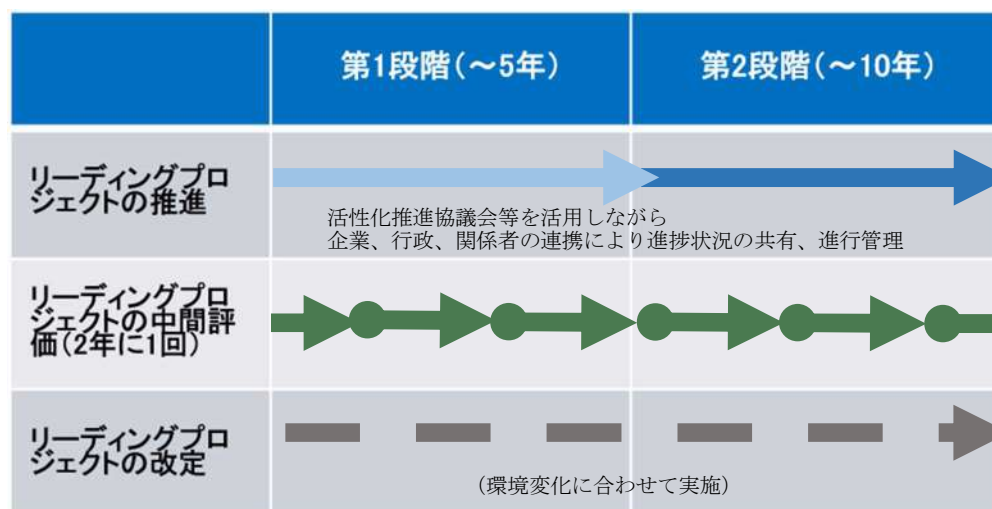 第1段階(～5年)
第2段階(～10年)
リーディングプロ
ジェクトの推進
活性化推進協議会等を活用しながら
企業、行政、関係者の連携により進捗状況の共有、進行管理
リーディングプロ
ジェクトの中間評
価(2年に1回)
リーディングプロ
ジェクトの改定
(環境変化に合わせて実施)